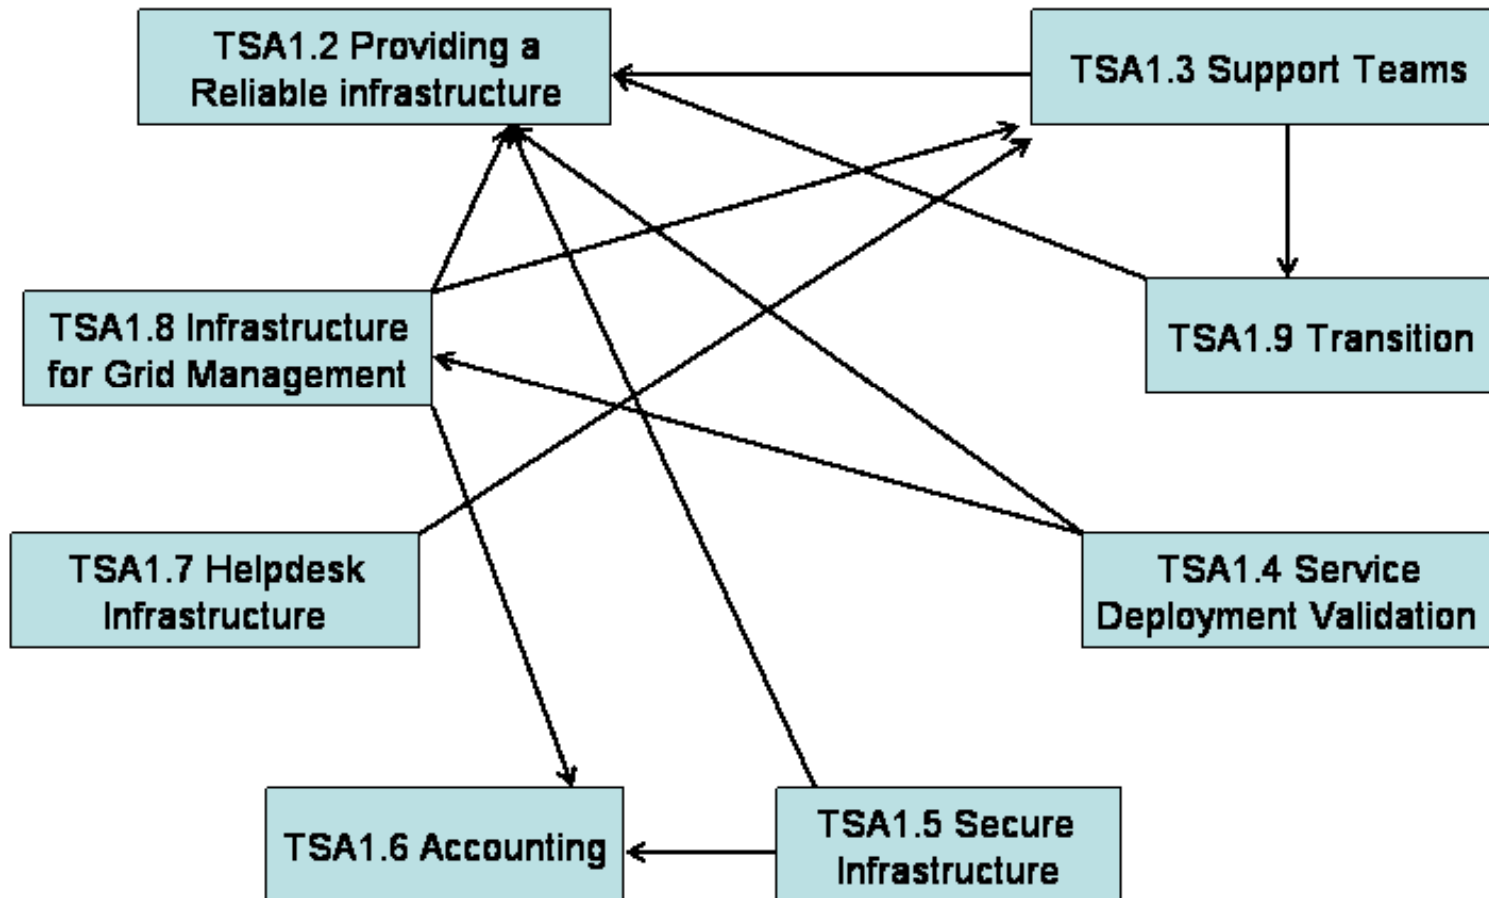 TSA1.2 Providing a
Reliable infrastructure
TSA1.3 Support Teams
TSA1.8 Infrastructure
for Grid Management
TSA1.9 Transition
TSA1.7 Helpdesk
Infrastructure
TSA1.4 Service
Deployment Validation
TSA1.6 Accounting
TSA1.5 Secure
Infrastructure